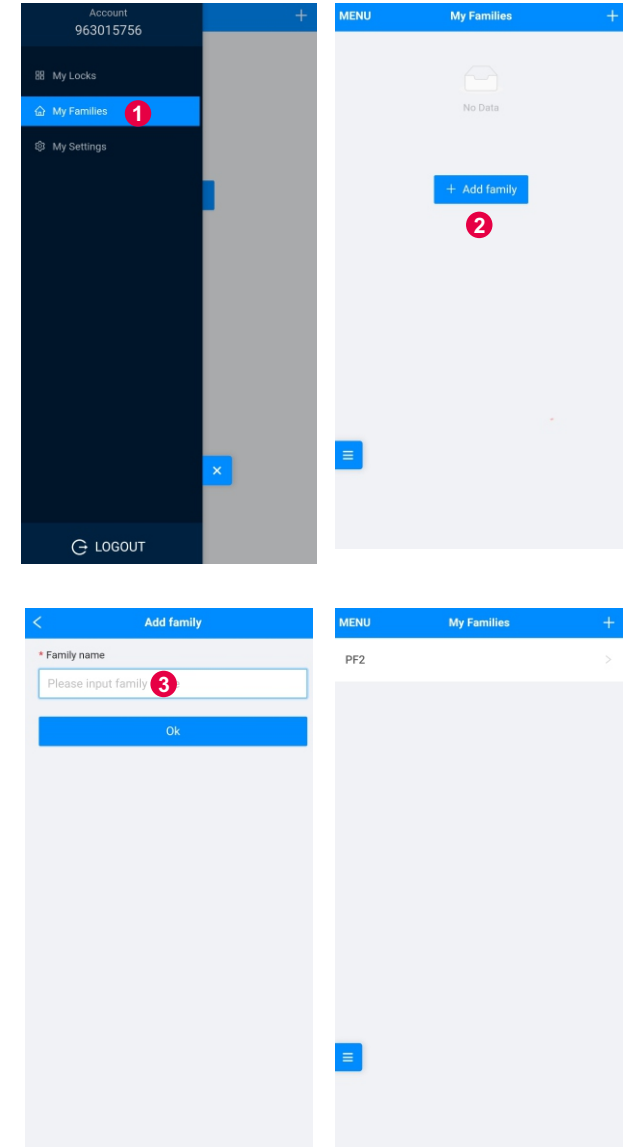 Account
963015756
My Locks
My Families
1
My Settings
LOGOUT
MENU My Families
No Data
+ Add family
2
Add family
* Family name
Please input family
3
Ok
MENU My Families
PF2